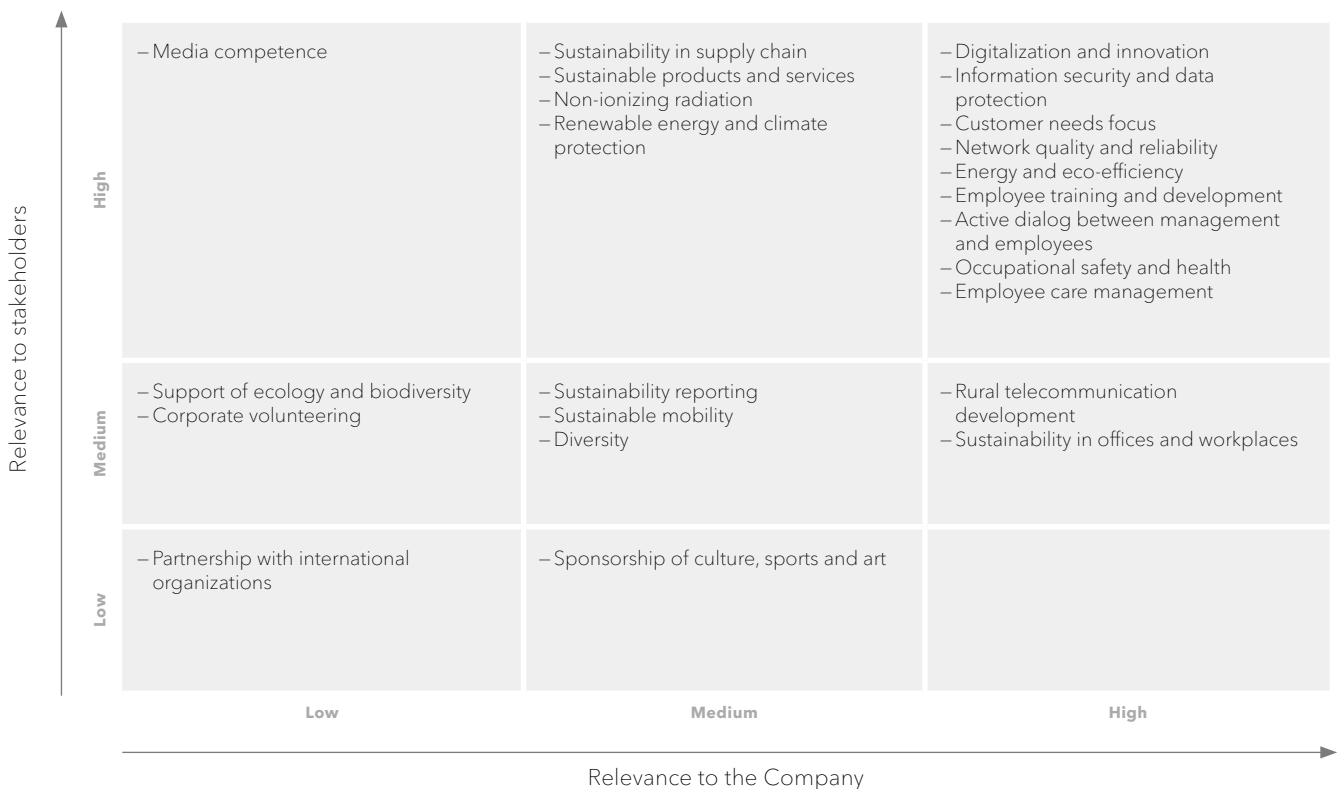 Relevance to stakeholders
High
– Media competence
– Sustainability in supply chain
– Sustainable products and services
– Non-ionizing radiation
– Renewable energy and climate
protection
– Digitalization and innovation
– Information security and data
protection
– Customer needs focus
– Network quality and reliability
– Energy and eco-efficiency
– Employee training and development
– Active dialog between management
and employees
– Occupational safety and health
– Employee care management
Medium
– Support of ecology and biodiversity
– Corporate volunteering
– Sustainability reporting
– Sustainable mobility
– Diversity
– Rural telecommunication
development
– Sustainability in offices and workplaces
Low
– Partnership with international
organizations
– Sponsorship of culture, sports and art
Low
Medium
High
Relevance to the Company